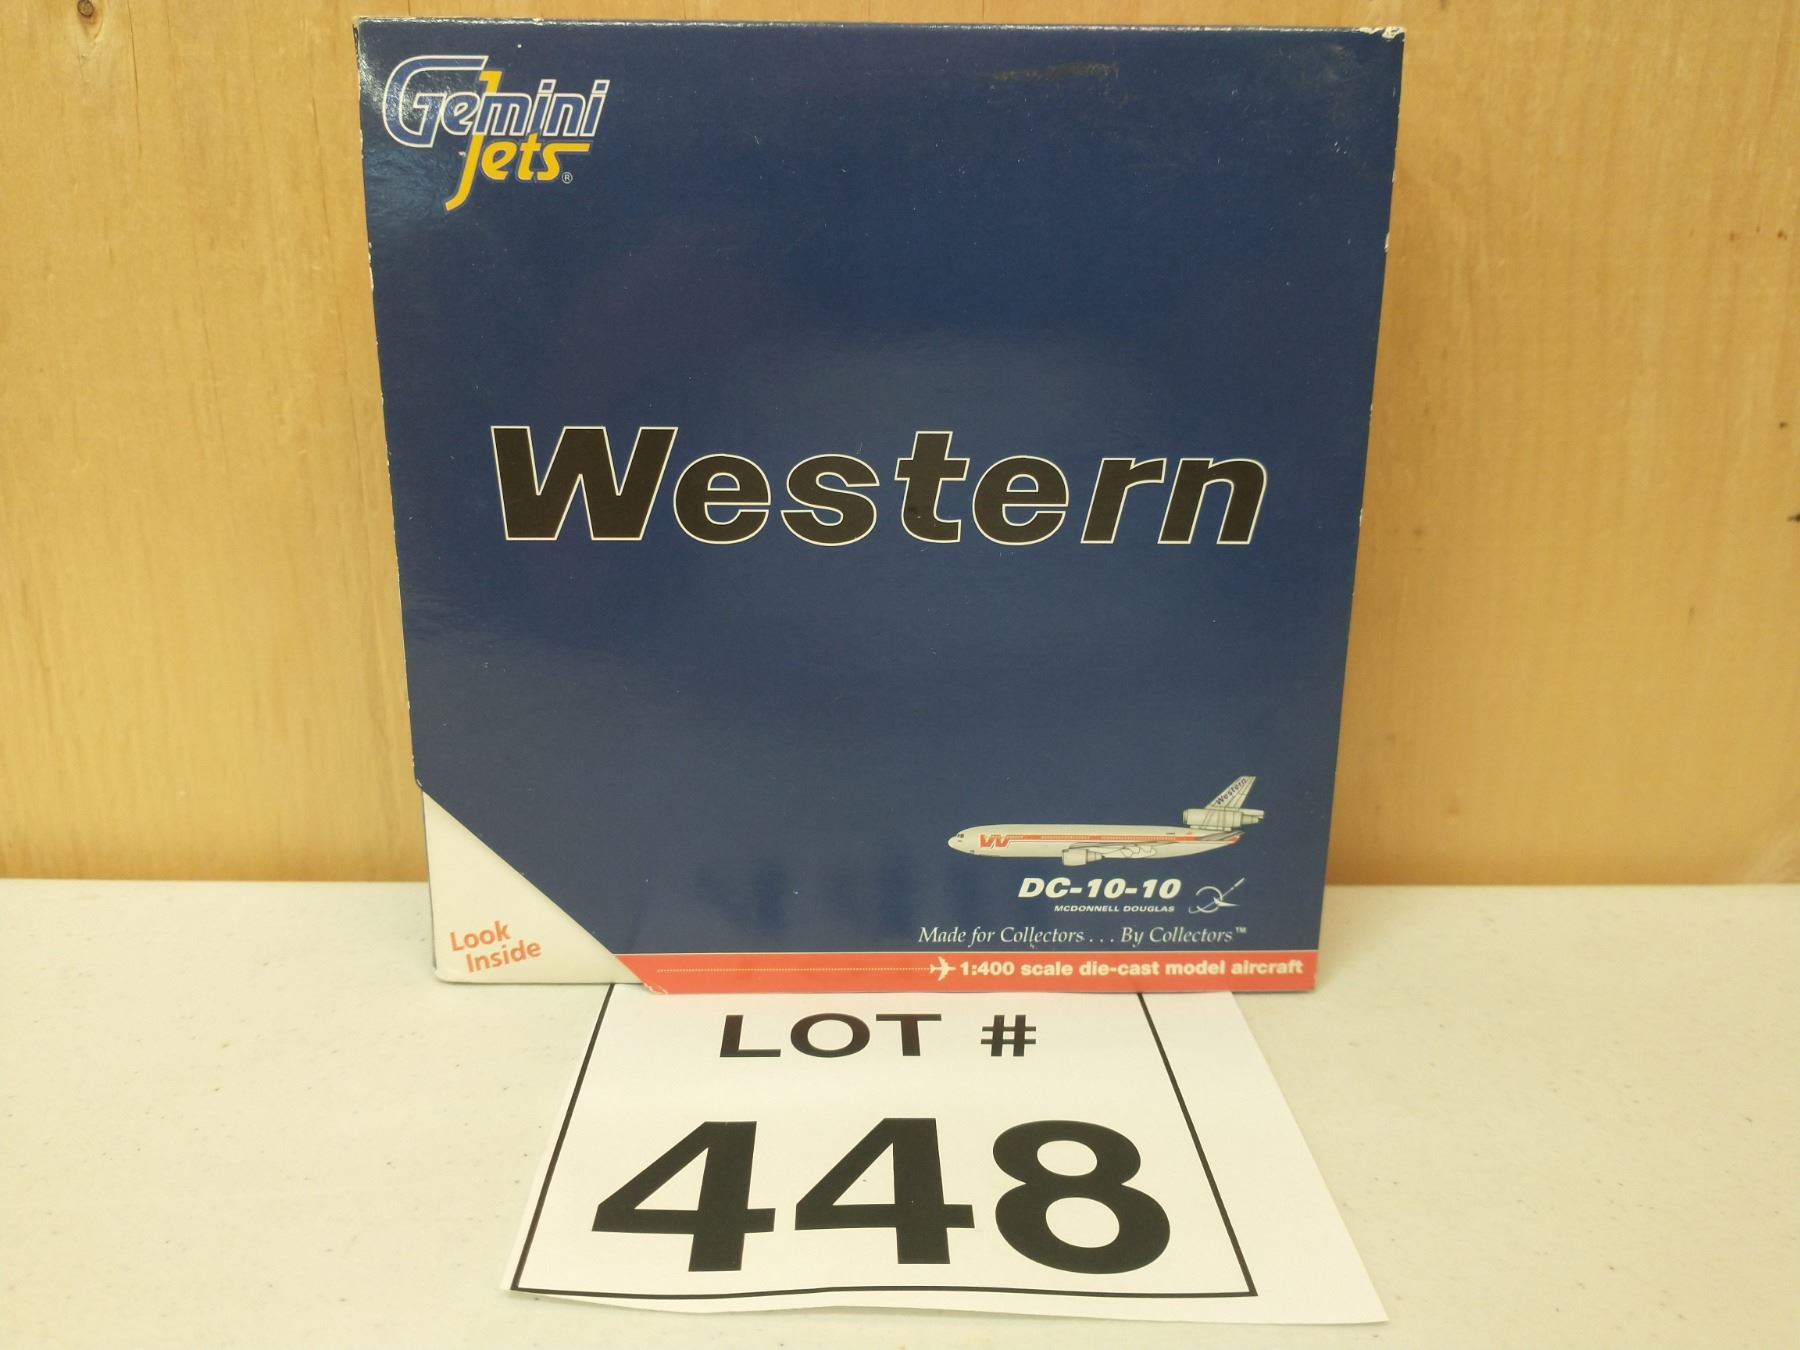 Gemini
Jets®
Western
Western
W
DC-10-10
MCDONNELL DOUGLAS
Made for Collectors . . . By Collectors™
Look
Inside
1:400 scale die-cast model aircraft
LOT #
448